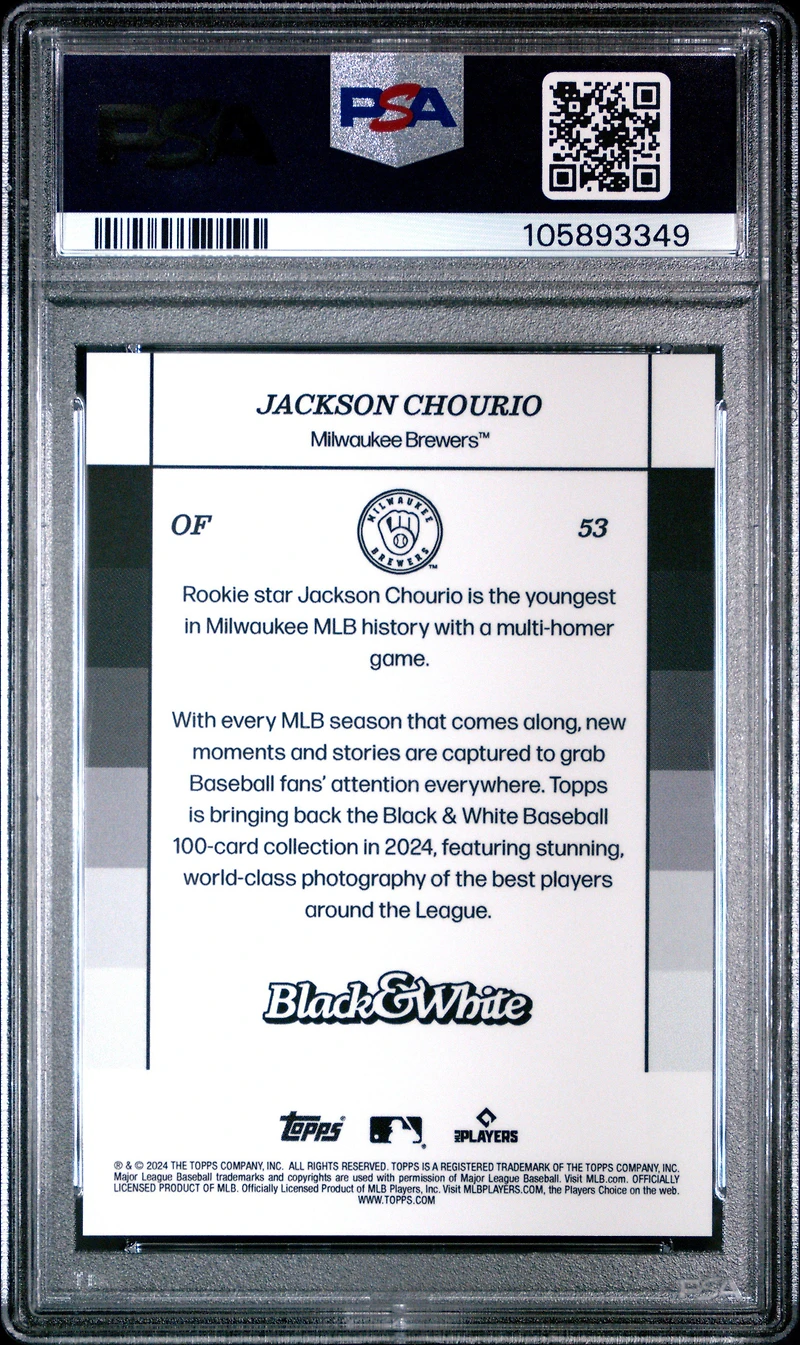 PSA
PSA
105893349
JACKSON CHOURIO
Milwaukee Brewers™
OF
MILWAUKEE
BREWERS™
53
Rookie star Jackson Chourio is the youngest
in Milwaukee MLB history with a multi-homer
game.
With every MLB season that comes along, new
moments and stories are captured to grab
Baseball fans' attention everywhere. Topps
is bringing back the Black & White Baseball
100-card collection in 2024, featuring stunning,
world-class photography of the best players
around the League.
Black&White
Topps®
MLB PLAYERS
® & © 2024 THE TOPPS COMPANY, INC. ALL RIGHTS RESERVED. TOPPS IS A REGISTERED TRADEMARK OF THE TOPPS COMPANY, INC.
Major League Baseball trademarks and copyrights are used with permission of Major League Baseball. Visit MLB.com. OFFICIALLY
LICENSED PRODUCT OF MLB. Officially Licensed Product of MLB Players, Inc. Visit MLBPLAYERS.COM, the Players Choice on the web.
WWW.TOPPS.COM
PSA